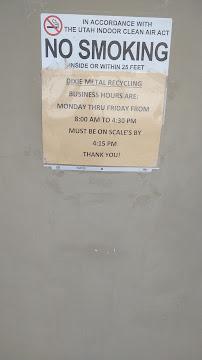 IN ACCORDANCE WITH
THE UTAH INDOOR CLEAN AIR ACT
NO SMOKING
INSIDE OR WITHIN 25 FEET
DIXIE METAL RECYCLING
BUSINESS HOURS ARE:
MONDAY THRU FRIDAY FROM
8:00 AM TO 4:30 PM
MUST BE ON SCALE'S BY
4:15 PM
THANK YOU!